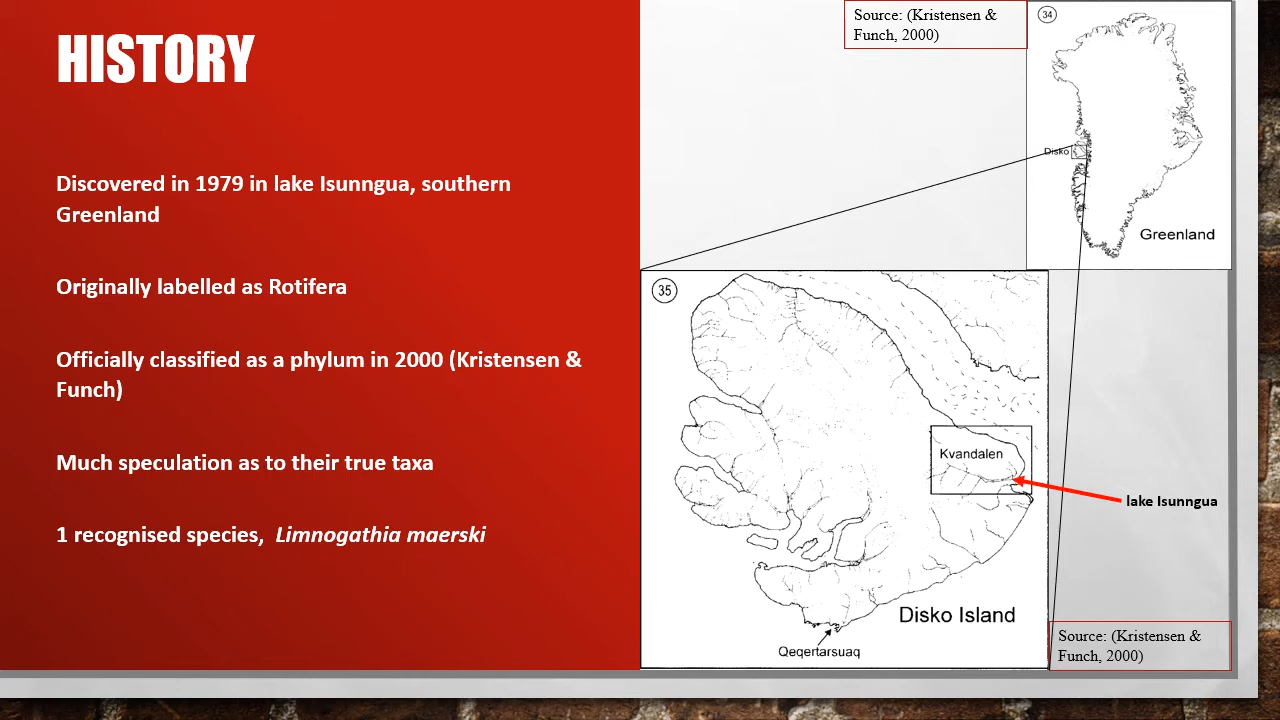 HISTORY
Discovered in 1979 in lake Isunngua, southern
Greenland
Originally labelled as Rotifera
Officially classified as a phylum in 2000 (Kristensen &
Funch)
Much speculation as to their true taxa
1 recognised species, Limnogathia maerski
Source: (Kristensen &
Funch, 2000)
34
Disko
Greenland
35
Kvandalen
lake Isunngua
Disko Island
Qeqertarsuaq
Source: (Kristensen &
Funch, 2000)